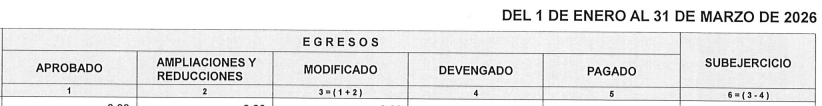 DEL 1 DE ENERO AL 31 DE MARZO DE 2026
EGRESOS
APROBADO AMPLIACIONES Y REDUCCIONES MODIFICADO DEVENGADO PAGADO SUBEJERCICIO
1 2 3 = ( 1 + 2 ) 4 5 6 = ( 3 - 4 )